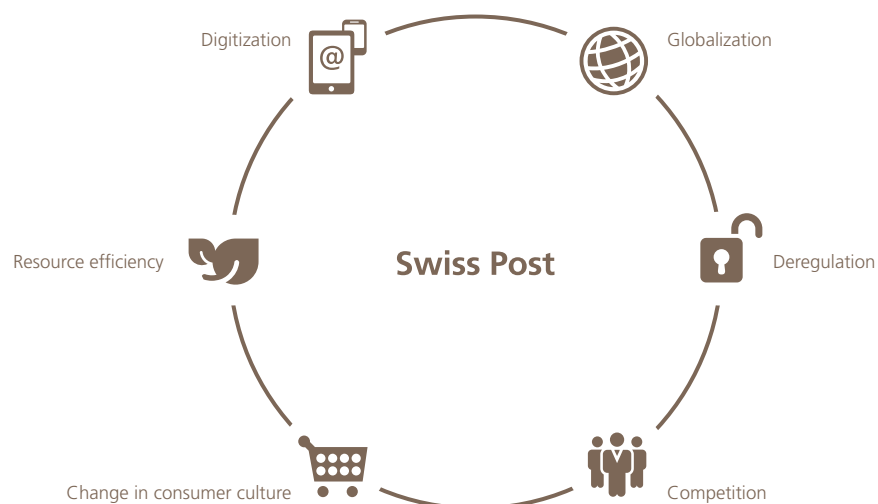 Digitization
Globalization
@
Resource efficiency
Swiss Post
Deregulation
Change in consumer culture
Competition